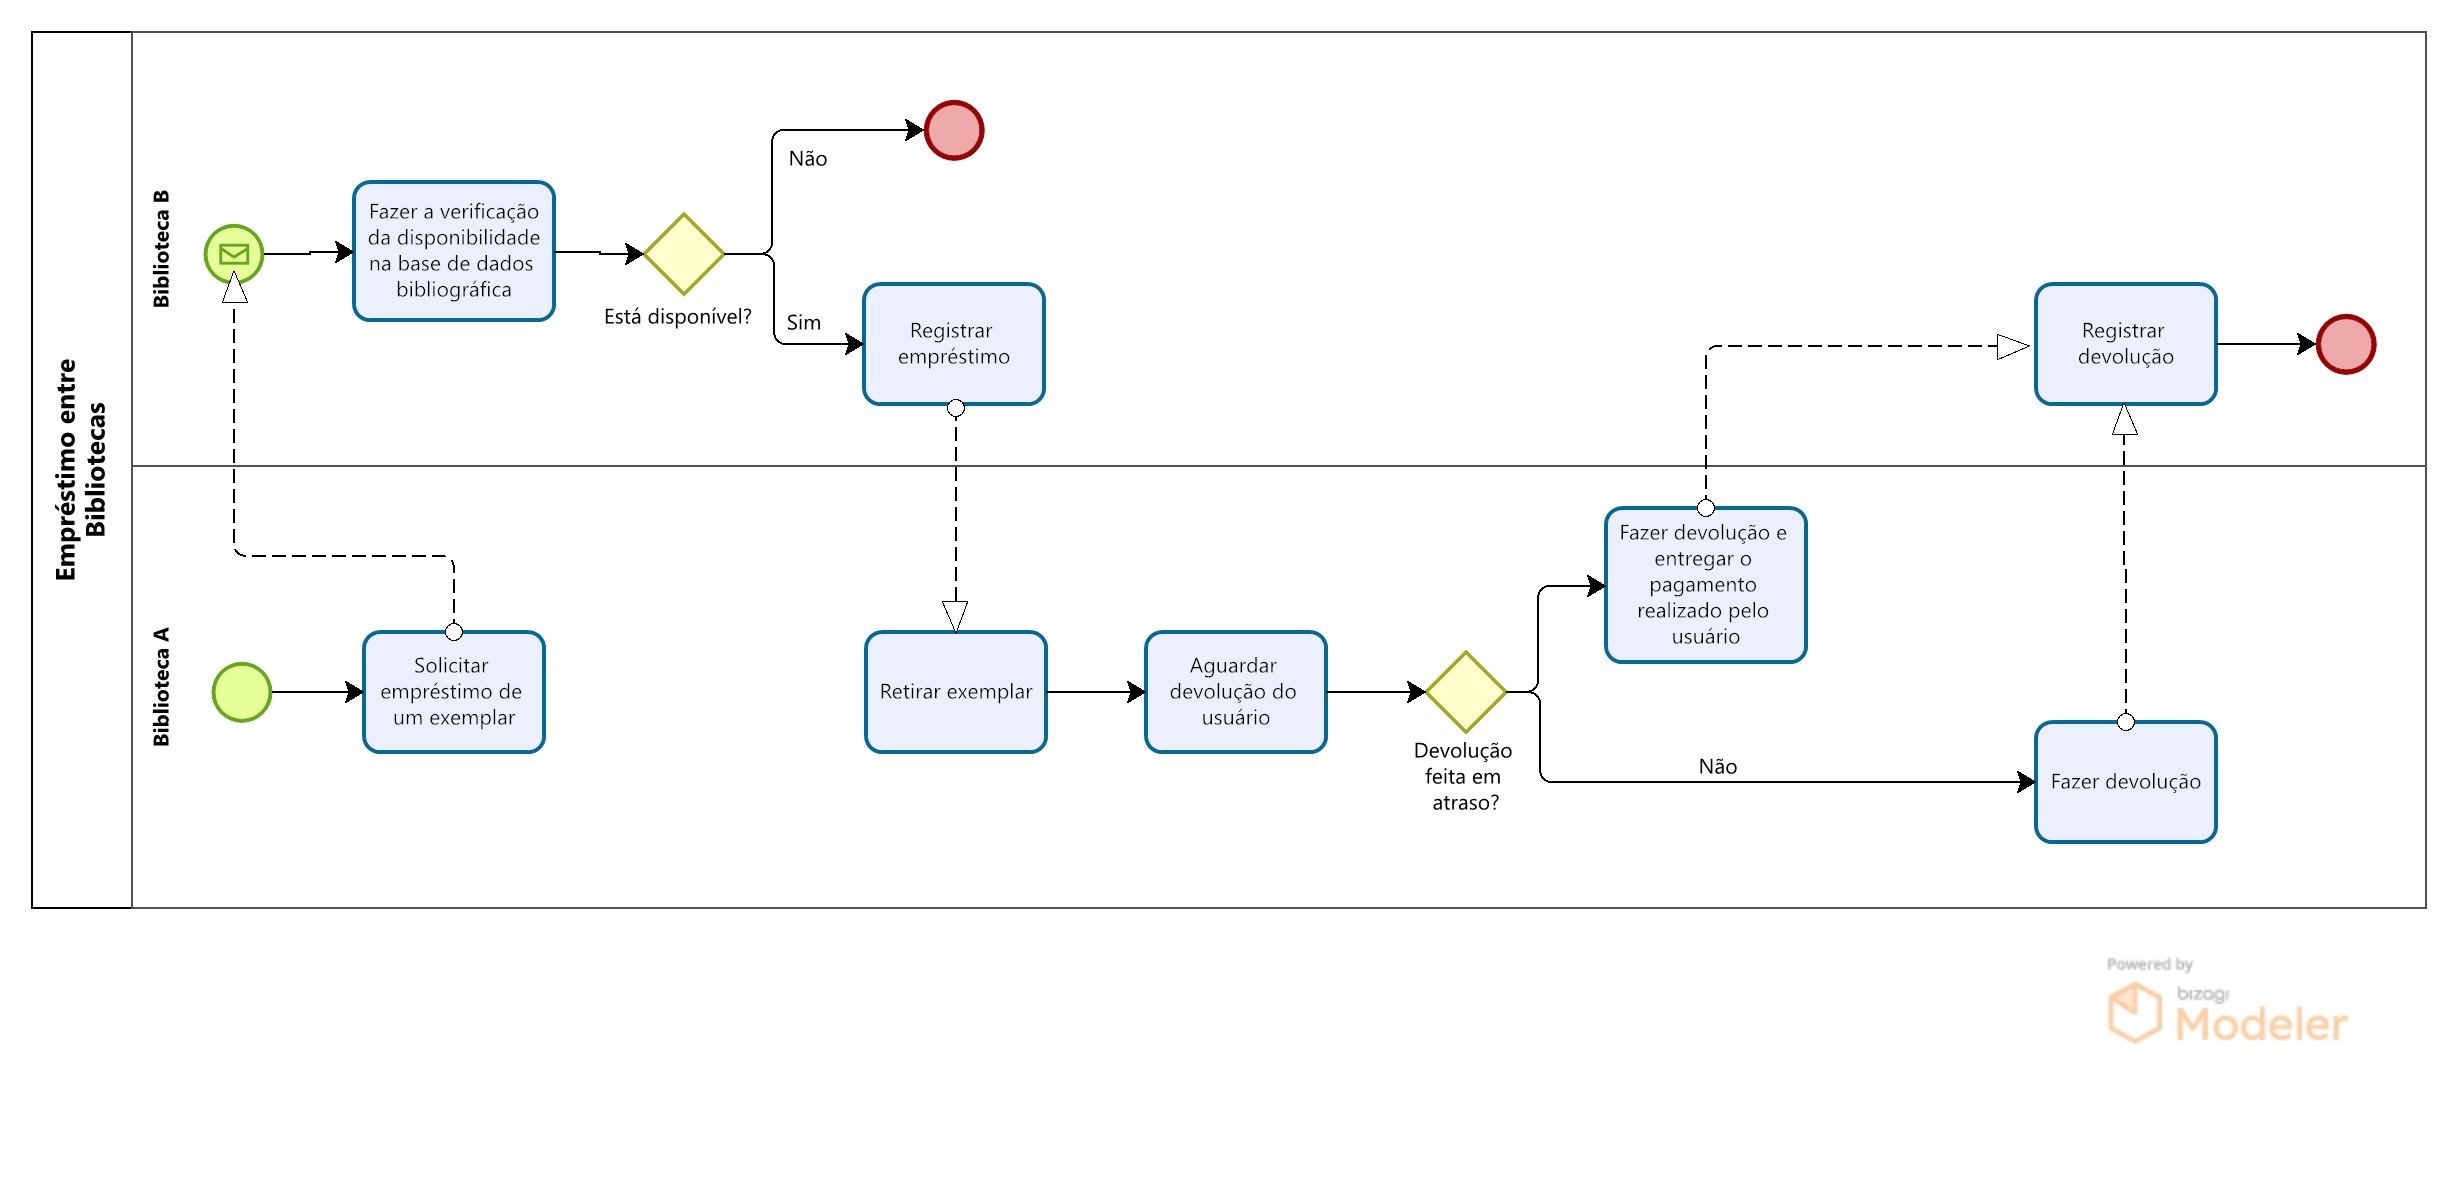 Empréstimo entre
Bibliotecas
Biblioteca B
Fazer a verificação
da disponibilidade
na base de dados
bibliográfica
Está disponível?
Não
Sim
Registrar
empréstimo
Registrar
devolução
Biblioteca A
Solicitar
empréstimo de
um exemplar
Retirar exemplar
Aguardar
devolução do
usuário
Devolução
feita em
atraso?
Fazer devolução e
entregar o
pagamento
realizado pelo
usuário
Não
Fazer devolução
Powered by
bizagi
Modeler